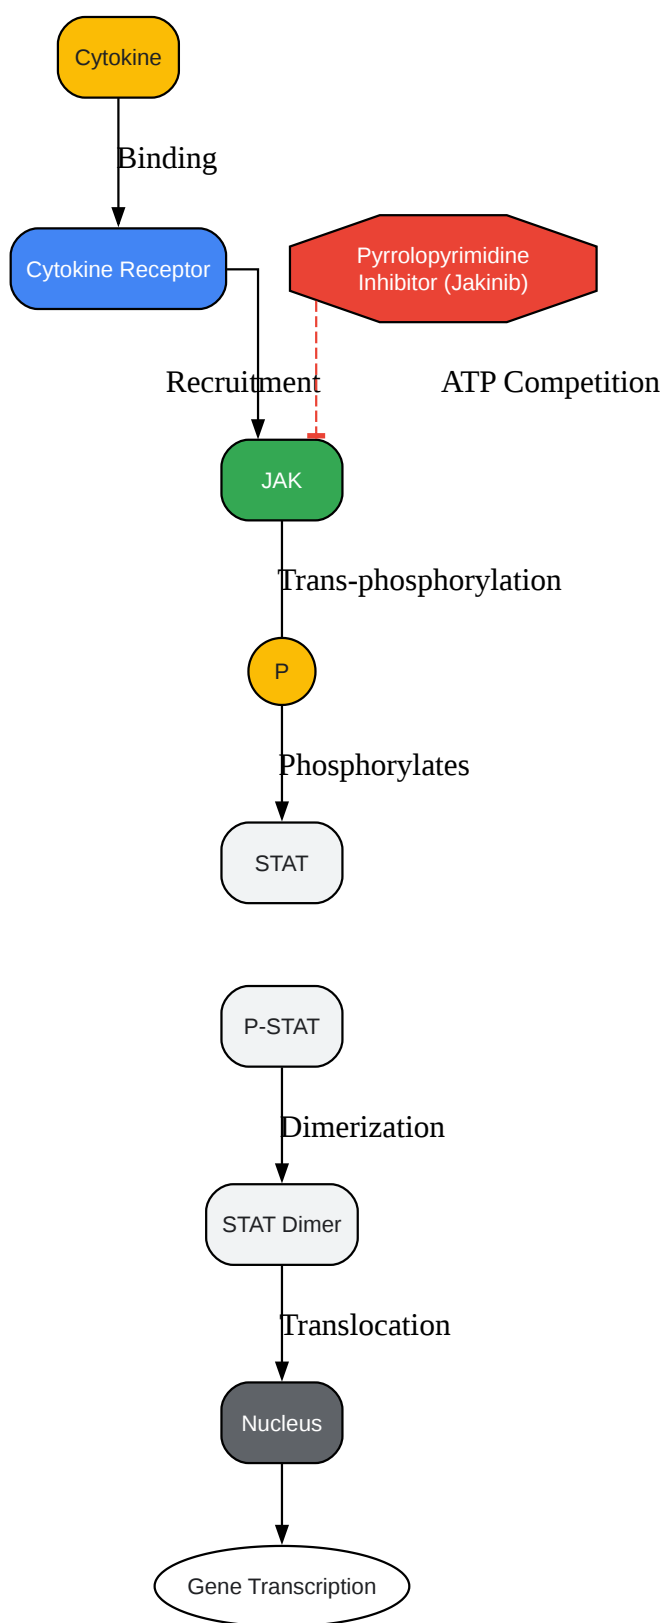 Cytokine
Binding
Cytokine Receptor
Pyrrolopyrimidine
Inhibitor (Jakinib)
Recruitment
ATP Competition
JAK
Trans-phosphorylation
P
Phosphorylates
STAT
P-STAT
Dimerization
STAT Dimer
Translocation
Nucleus
Gene Transcription